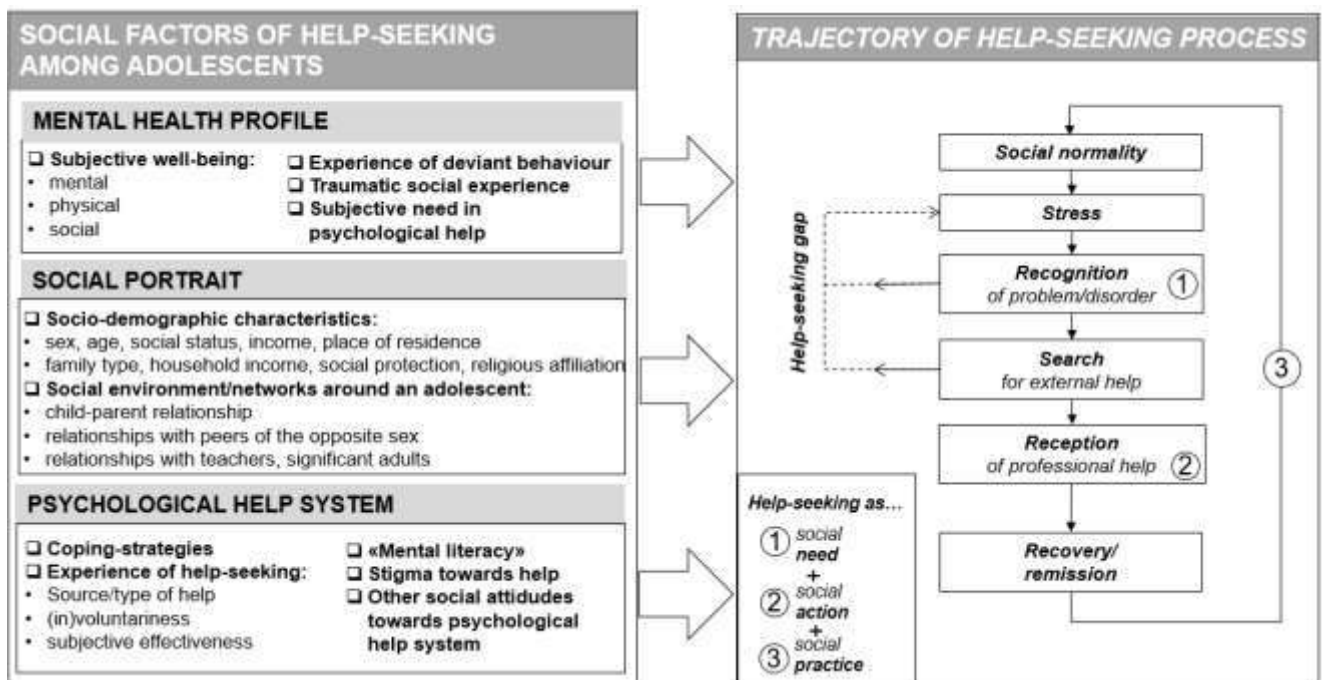 SOCIAL FACTORS OF HELP-SEEKING
AMONG ADOLESCENTS
MENTAL HEALTH PROFILE
❑ Subjective well-being:
• mental
• physical
• social
❑ Experience of deviant behaviour
❑ Traumatic social experience
❑ Subjective need in
psychological help
SOCIAL PORTRAIT
❑ Socio-demographic characteristics:
• sex, age, social status, income, place of residence
• family type, household income, social protection, religious affiliation
❑ Social environment/networks around an adolescent:
• child-parent relationship
• relationships with peers of the opposite sex
• relationships with teachers, significant adults
PSYCHOLOGICAL HELP SYSTEM
❑ Coping-strategies
❑ Experience of help-seeking:
• Source/type of help
• (in)voluntariness
• subjective effectiveness
❑ «Mental literacy»
❑ Stigma towards help
❑ Other social attidudes
towards psychological
help system
TRAJECTORY OF HELP-SEEKING PROCESS
Social normality
Stress
Help-seeking gap
Recognition
of problem/disorder
1
Search
for external help
3
Reception
of professional help
2
Recovery/
remission
Help-seeking as…
1 social
need
+
2 social
action
+
3 social
practice